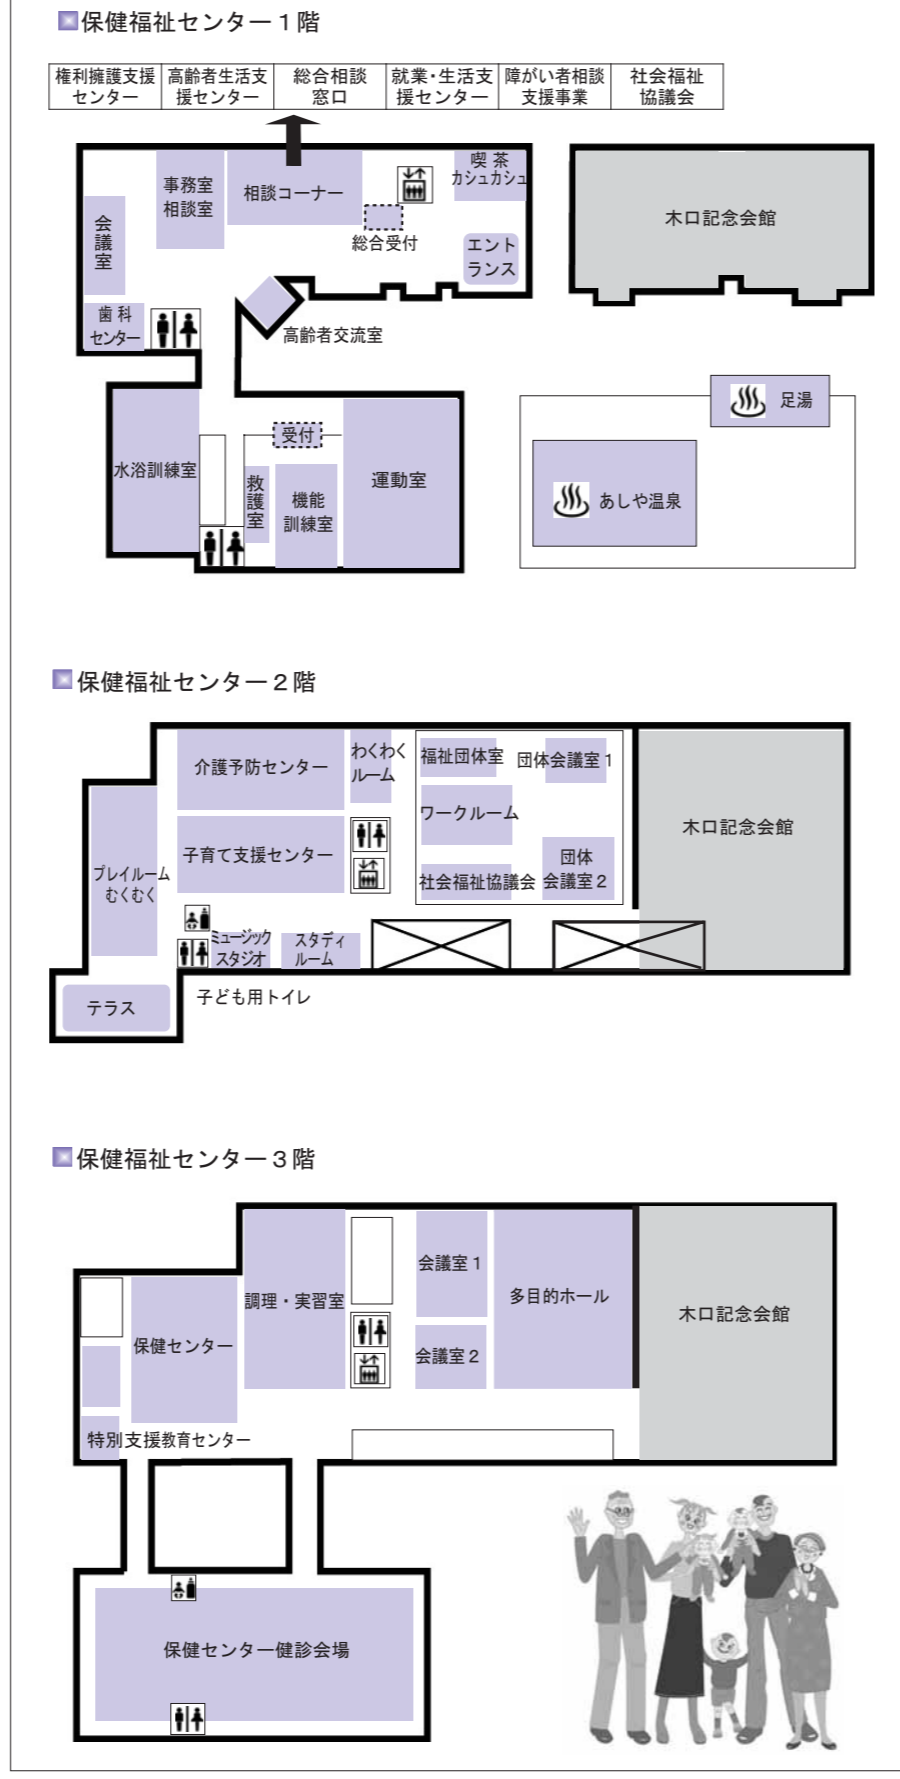 保健福祉センター１階
権利擁護支援
センター
高齢者生活支
援センター
総合相談
窓口
就業・生活支
援センター
障がい者相談
支援事業
社会福祉
協議会
事務室
相談室
相談コーナー
喫茶
カシュカシュ
会議室
総合受付
エント
ランス
木口記念会館
歯科
センター
高齢者交流室
足湯
受付
水浴訓練室
救護室
機能
訓練室
運動室
あしや温泉
保健福祉センター２階
介護予防センター
わくわく
ルーム
福祉団体室
団体会議室１
ワークルーム
木口記念会館
子育て支援センター
プレイルーム
むくむく
社会福祉協議会
団体
会議室２
ミュージック
スタジオ
スタディ
ルーム
テラス
子ども用トイレ
保健福祉センター３階
会議室１
調理・実習室
多目的ホール
木口記念会館
保健センター
会議室２
特別支援教育センター
保健センター健診会場